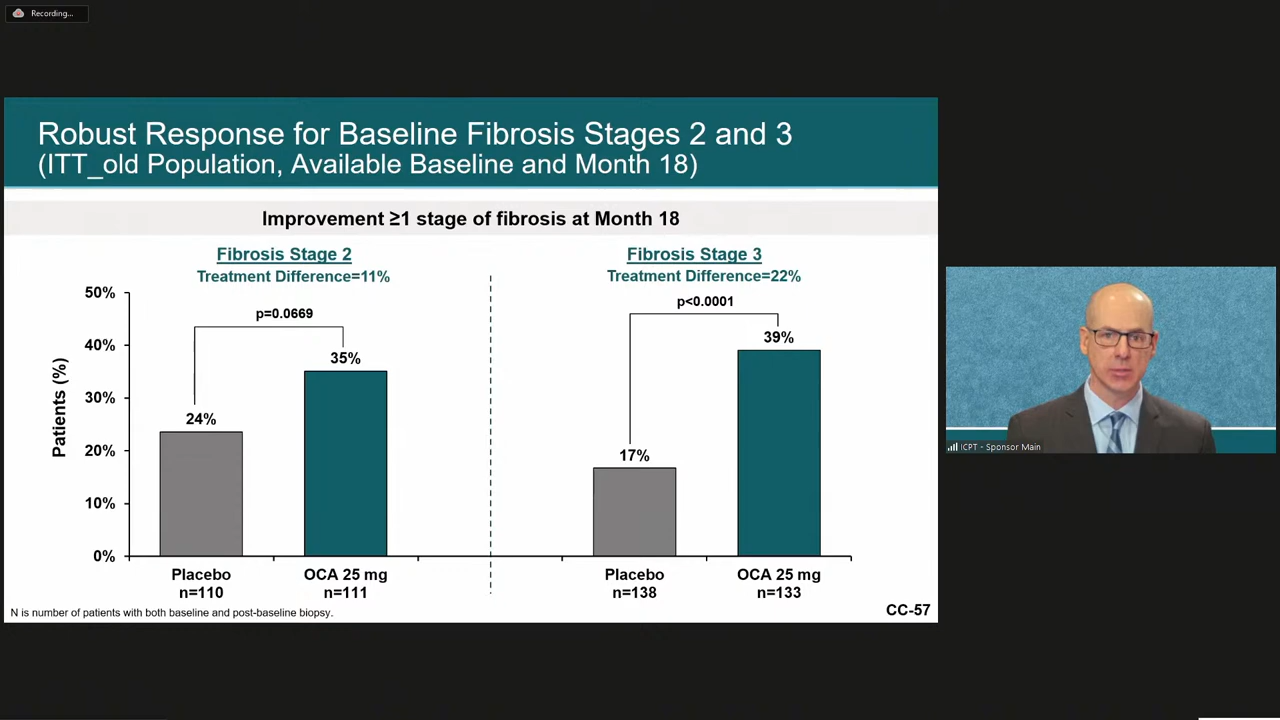 Recording...
Robust Response for Baseline Fibrosis Stages 2 and 3
(ITT_old Population, Available Baseline and Month 18)
Improvement ≥1 stage of fibrosis at Month 18
Fibrosis Stage 2
Treatment Difference=11%
Fibrosis Stage 3
Treatment Difference=22%
Patients (%)
50%
40%
30%
20%
10%
0%
p=0.0669
24%
35%
p<0.0001
17%
39%
Placebo
n=110
OCA 25 mg
n=111
Placebo
n=138
OCA 25 mg
n=133
N is number of patients with both baseline and post-baseline biopsy.
CC-57
ICPT - Sponsor Main